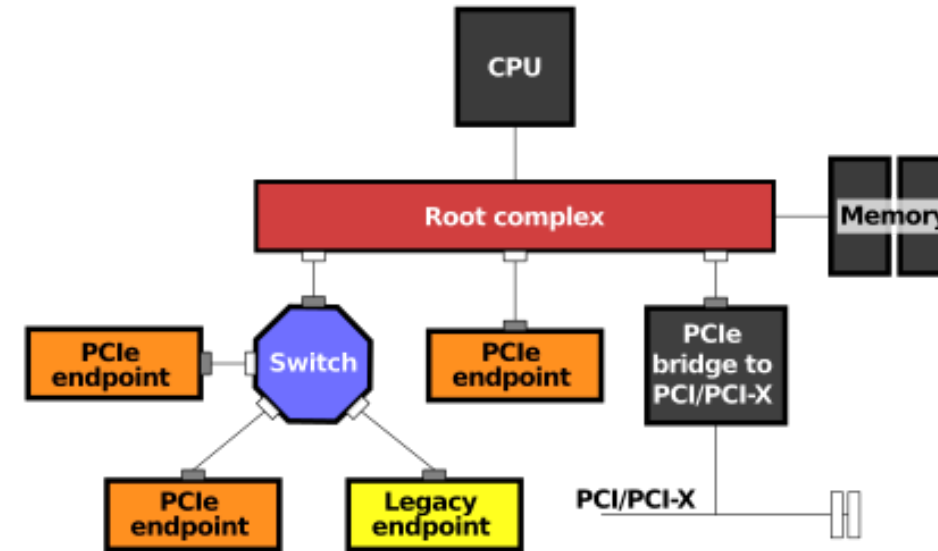 CPU
Root complex
Memory
PCIe
endpoint
Switch
PCIe
endpoint
PCIe
bridge to
PCI/PCI-X
PCIe
endpoint
Legacy
endpoint
PCI/PCI-X